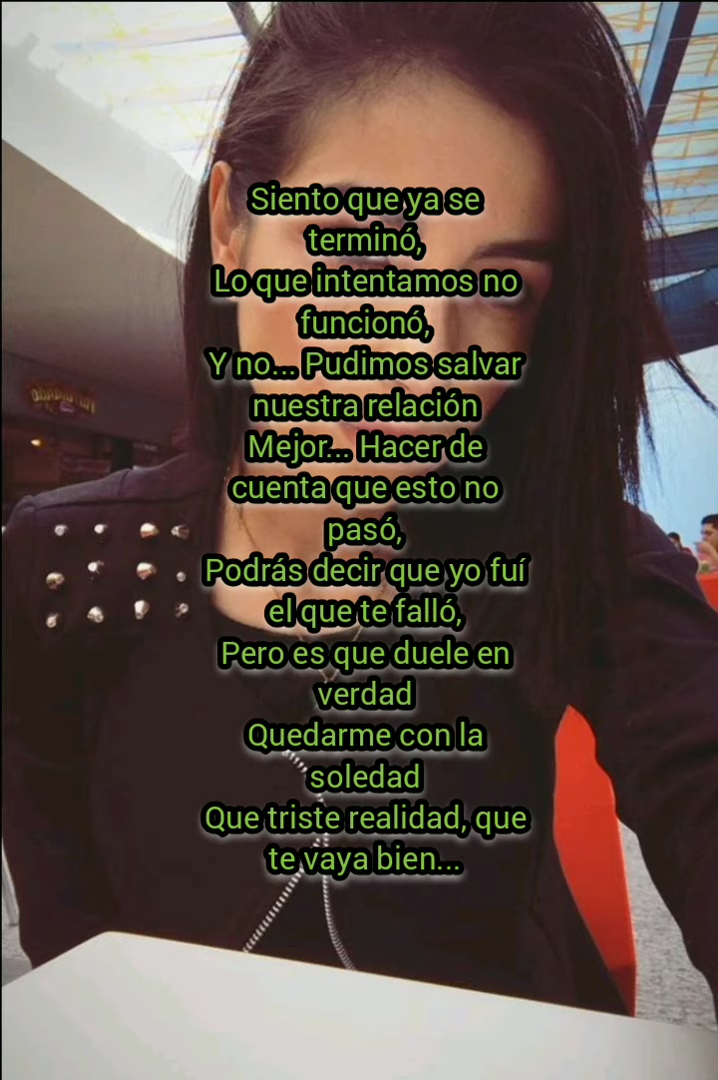 Siento que ya se
terminó,
Lo que intentamos no
funcionó,
Y no... Pudimos salvar
nuestra relación
Mejor... Hacer de
cuenta que esto no
pasó,
Podrás decir que yo fuí
el que te falló,
Pero es que duele en
verdad
Quedarme con la
soledad
Que triste realidad, que
te vaya bien...